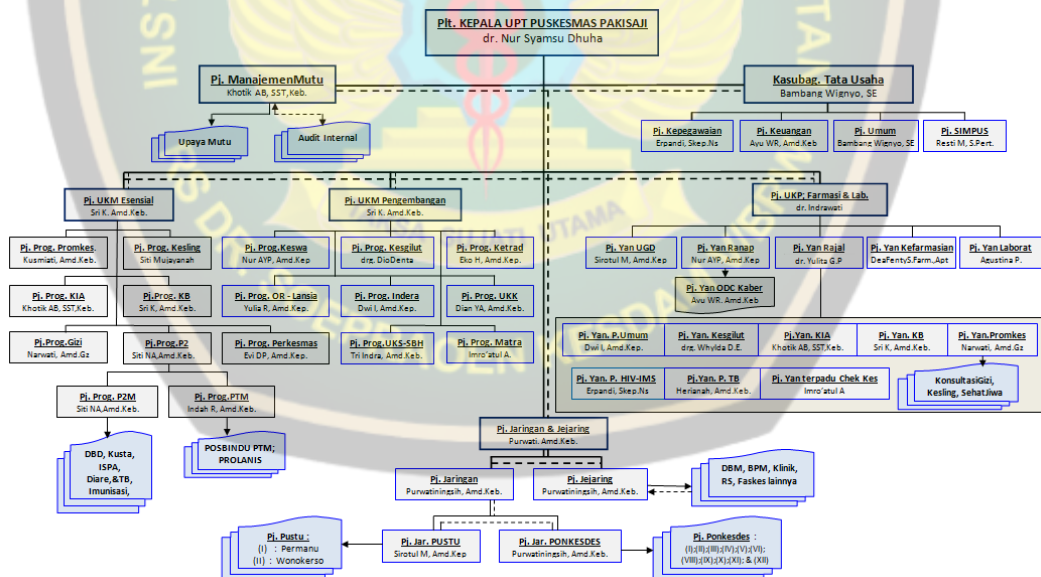 Plt. KEPALA UPT PUSKESMAS PAKISAJI
dr. Nur Syamsu Dhuha
Pj. ManajemenMutu
Khotik AB, SST,Keb.
Kasubag. Tata Usaha
Bambang Wignyo, SE
Upaya Mutu
Audit Internal
Pj. Kepegawaian
Erpandi, Skep.Ns
Pj. Keuangan
Ayu WR, Amd.Keb
Pj. Umum
Bambang Wignyo, SE
Pj. SIMPUS
Resti M, S.Pert.
Pj. UKM Esensial
Sri K. Amd.Keb.
Pj. UKM Pengembangan
Sri K. Amd.Keb.
Pj. UKP; Farmasi & Lab.
dr. Indrawati
Pj. Prog. Promkes.
Kusmiati, Amd.Keb.
Pj. Prog. Kesling
Siti Mujayanah
Pj. Prog.Keswa
Nur AYP, Amd.Kep
Pj. Prog. Kesgilut
drg. DioDenta
Pj. Prog. Ketrad
Eko H, Amd.Kep.
Pj. Yan UGD
Sirotul M, Amd.Kep
Pj. Yan Ranap
Nur AYP, Amd.Kep
Pj. Yan Rajal
dr. Yulita G.P
Pj. Yan Kefarmasian
DeaFentyS.Farm.,Apt
Pj. Yan Laborat
Agustina P.
Pj. Yan ODC Kaber
Ayu WR. Amd.Keb
Pj. Prog. KIA
Khotik AB, SST,Keb.
Pj.Prog. KB
Sri K, Amd.Keb.
Pj. Prog. OR - Lansia
Yulia R, Amd.Kep.
Pj. Prog. Indera
Dwi I, Amd.Kep.
Pj. Prog. UKK
Dian YA, Amd.Keb.
Pj.Prog.Gizi
Narwati, Amd.Gz
Pj.Prog.P2
Siti NA,Amd.Keb.
Pj. Prog. Perkesmas
Evi DP, Amd.Kep.
Pj. Prog.UKS-SBH
Tri Indra, Amd.Keb.
Pj. Prog. Matra
Imro'atul A.
Pj. Yan. P.Umum
Dwi I, Amd.Kep.
Pj. Yan. Kesgilut
drg. Whylda D.E.
Pj.Yan. KIA
Khotik AB, SST,Keb.
Pj. Yan. KB
Sri K, Amd.Keb.
Pj. Yan.Promkes
Narwati, Amd.Gz
Pj. Yan. P. HIV-IMS
Erpandi, Skep.Ns
Pj.Yan. P. TB
Herianah, Am.Keb.
Pj. Yan terpadu Chek Kes
Imro'atul A
KonsultasiGizi,
Kesling, SehatJiwa
Pj. Prog. P2M
Siti NA,Amd.Keb.
Pj. Prog.PTM
Indah R, Amd.Keb.
DBD, Kusta,
ISPA,
Diare,&TB,
Imunisasi,
POSBINDU PTM;
PROLANIS
Pj. Jaringan & Jejaring
Purwati. Amd.Keb.
Pj. Jaringan
Purwatiningsih, Amd.Keb.
Pj. Jejaring
Purwatiningsih, Amd.Keb.
DBM, BPM, Klinik,
RS, Faskes lainnya
Pj. Pustu :
(I) : Permanu
(II) : Wonokerso
Pj. Jar. PUSTU
Sirotul M, Amd.Kep
Pj. Jar. PONKESDES
Purwatiningsih, Amd.Keb.
Pj. Ponkesdes :
(I);(II);(III);(IV);(V);(VI);
(VIII);(IX);(X);(XI); & (XII)